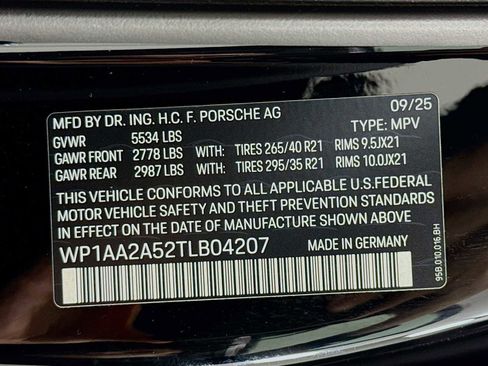 MFD BY DR. ING. H.C. F. PORSCHE AG 09/25
GVWR 5534 LBS TYPE: MPV
GAWR FRONT 2778 LBS WITH: TIRES 265/40 R21 RIMS 9.5JX21
GAWR REAR 2987 LBS WITH: TIRES 295/35 R21 RIMS 10.0JX21
THIS VEHICLE CONFORMS TO ALL APPLICABLE U.S.FEDERAL
MOTOR VEHICLE SAFETY AND THEFT PREVENTION STANDARDS
IN EFFECT ON THE DATE OF MANUFACTURE SHOWN ABOVE.
WP1AA2A52TLB04207 MADE IN GERMANY
95B.010.016.BH